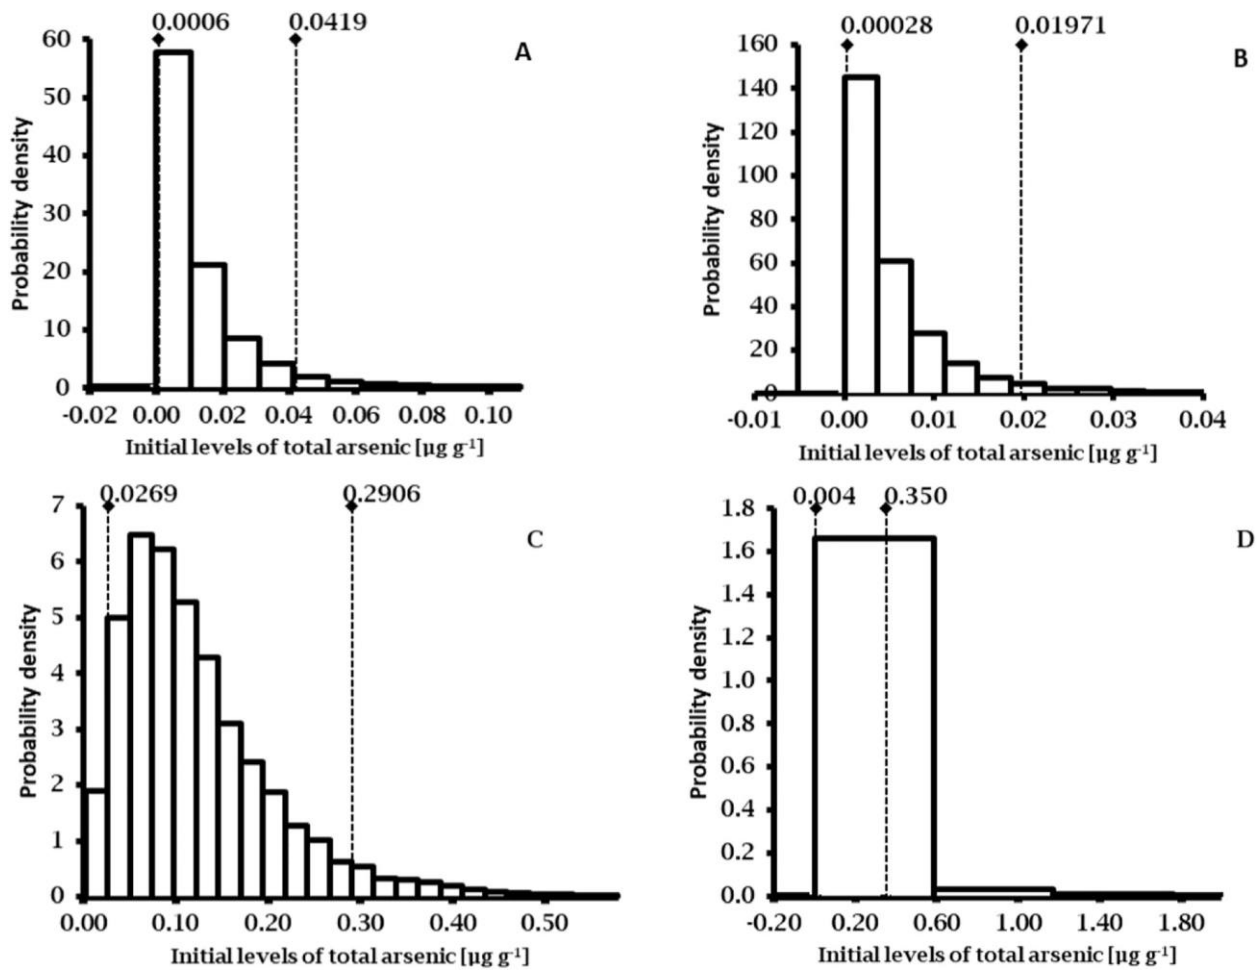 0.0006 0.0419
A
60
50
40
30
20
10
0
Probability density
-0.02 0.00 0.02 0.04 0.06 0.08 0.10
Initial levels of total arsenic [µg g⁻¹]
0.00028 0.01971
B
160
140
120
100
80
60
40
20
0
Probability density
-0.01 0.00 0.01 0.02 0.03 0.04
Initial levels of total arsenic [µg g⁻¹]
0.0269 0.2906
C
7
6
5
4
3
2
1
0
Probability density
0.00 0.10 0.20 0.30 0.40 0.50
Initial levels of total arsenic [µg g⁻¹]
0.004 0.350
D
1.8
1.6
1.4
1.2
1.0
0.8
0.6
0.4
0.2
0.0
Probability density
-0.20 0.20 0.60 1.00 1.40 1.80
Initial levels of total arsenic [µg g⁻¹]